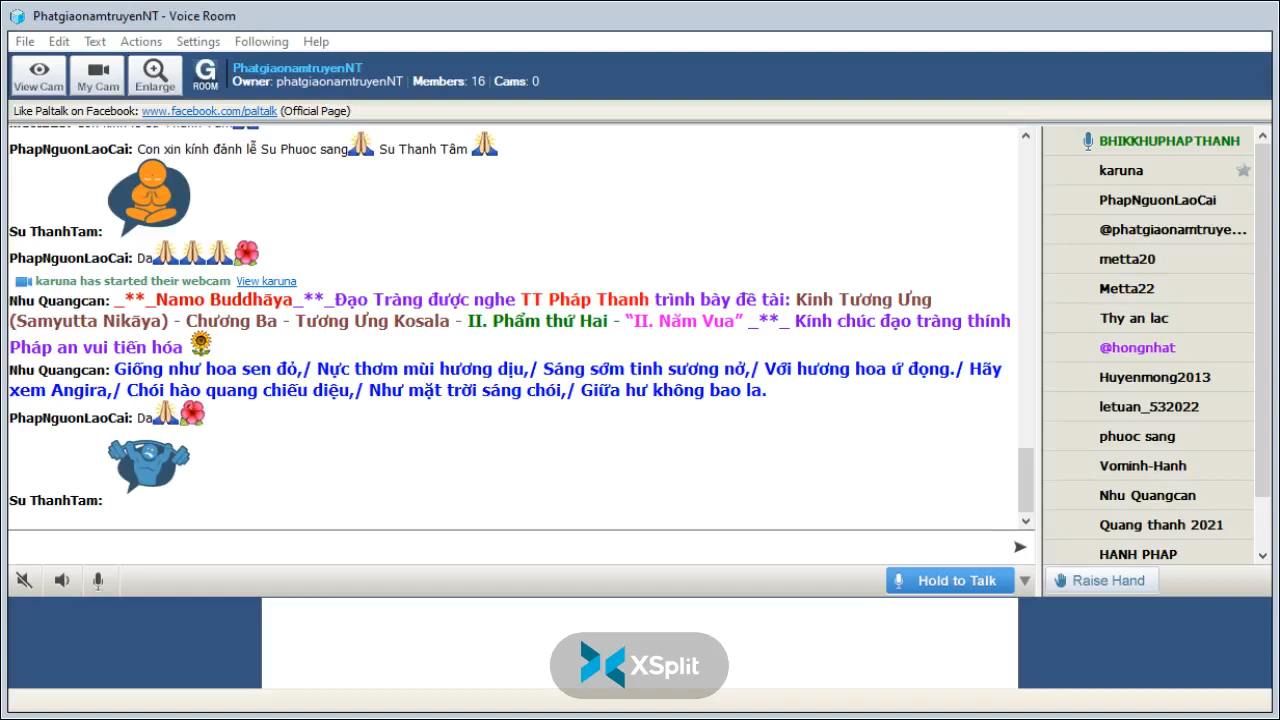 PhatgiaonamtruyenNT - Voice Room
File Edit Text Actions Settings Following Help
View Cam My Cam Enlarge G ROOM
PhatgiaonamtruyenNT
Owner: phatgiaonamtruyenNT | Members: 16 | Cams: 0
Like Paltalk on Facebook: www.facebook.com/paltalk (Official Page)
PhapNguonLaoCai: Con xin kính đảnh lễ Su Phuoc sang Su Thanh Tâm
Su ThanhTam:
PhapNguonLaoCai: Da
karuna has started their webcam View karuna
Nhu Quangcan: _**_Namo Buddhāya_**_Đạo Tràng được nghe TT Pháp Thanh trình bày đề tài: Kinh Tương Ưng
(Samyutta Nikāya) - Chương Ba - Tương Ưng Kosala - II. Phẩm thứ Hai - “II. Năm Vua” _**_ Kính chúc đạo tràng thính
Pháp an vui tiến hóa
Nhu Quangcan: Giống như hoa sen đỏ,/ Nực thơm mùi hương dịu,/ Sáng sớm tinh sương nở,/ Với hương hoa ứ đọng./ Hãy
xem Angira,/ Chói hào quang chiếu diệu,/ Như mặt trời sáng chói,/ Giữa hư không bao la.
PhapNguonLaoCai: Da
Su ThanhTam:
Hold to Talk
BHIKKHUPHAPTHANH
karuna
PhapNguonLaoCai
@phatgiaonamtruye...
metta20
Metta22
Thy an lac
@hongnhat
Huyenmong2013
letuan_532022
phuoc sang
Vominh-Hanh
Nhu Quangcan
Quang thanh 2021
HANH PHAP
Raise Hand
XSplit